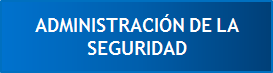 ADMINISTRACIÓN DE LA
SEGURIDAD